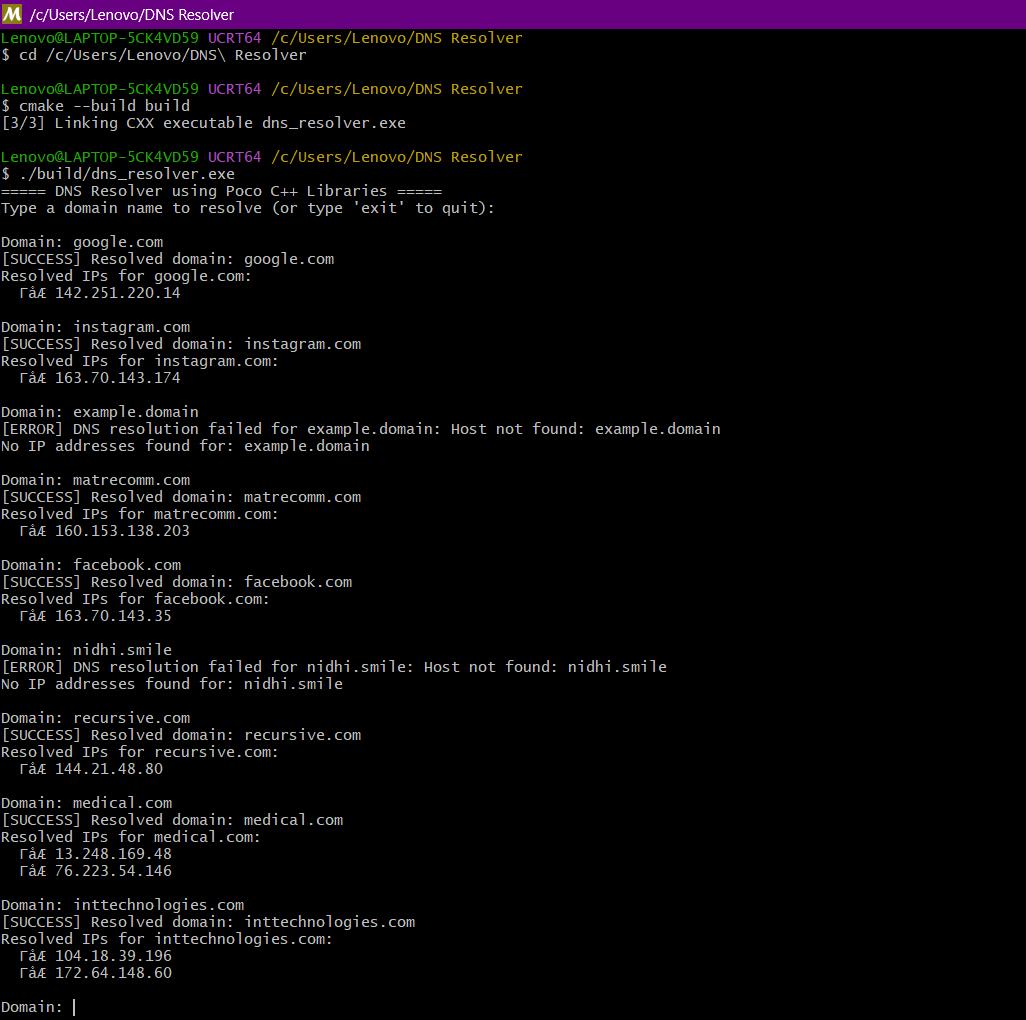 M /c/Users/Lenovo/DNS Resolver
Lenovo@LAPTOP-5CK4VD59 UCRT64 /c/Users/Lenovo/DNS Resolver
$ cd /c/Users/Lenovo/DNS\ Resolver
Lenovo@LAPTOP-5CK4VD59 UCRT64 /c/Users/Lenovo/DNS Resolver
$ cmake --build build
[3/3] Linking CXX executable dns_resolver.exe
Lenovo@LAPTOP-5CK4VD59 UCRT64 /c/Users/Lenovo/DNS Resolver
$ ./build/dns_resolver.exe
===== DNS Resolver using Poco C++ Libraries =====
Type a domain name to resolve (or type 'exit' to quit):
Domain: google.com
[SUCCESS] Resolved domain: google.com
Resolved IPs for google.com:
ΓåÆ 142.251.220.14
Domain: instagram.com
[SUCCESS] Resolved domain: instagram.com
Resolved IPs for instagram.com:
ΓåÆ 163.70.143.174
Domain: example.domain
[ERROR] DNS resolution failed for example.domain: Host not found: example.domain
No IP addresses found for: example.domain
Domain: matrecomm.com
[SUCCESS] Resolved domain: matrecomm.com
Resolved IPs for matrecomm.com:
ΓåÆ 160.153.138.203
Domain: facebook.com
[SUCCESS] Resolved domain: facebook.com
Resolved IPs for facebook.com:
ΓåÆ 163.70.143.35
Domain: nidhi.smile
[ERROR] DNS resolution failed for nidhi.smile: Host not found: nidhi.smile
No IP addresses found for: nidhi.smile
Domain: recursive.com
[SUCCESS] Resolved domain: recursive.com
Resolved IPs for recursive.com:
ΓåÆ 144.21.48.80
Domain: medical.com
[SUCCESS] Resolved domain: medical.com
Resolved IPs for medical.com:
ΓåÆ 13.248.169.48
ΓåÆ 76.223.54.146
Domain: inttechnologies.com
[SUCCESS] Resolved domain: inttechnologies.com
Resolved IPs for inttechnologies.com:
ΓåÆ 104.18.39.196
ΓåÆ 172.64.148.60
Domain: